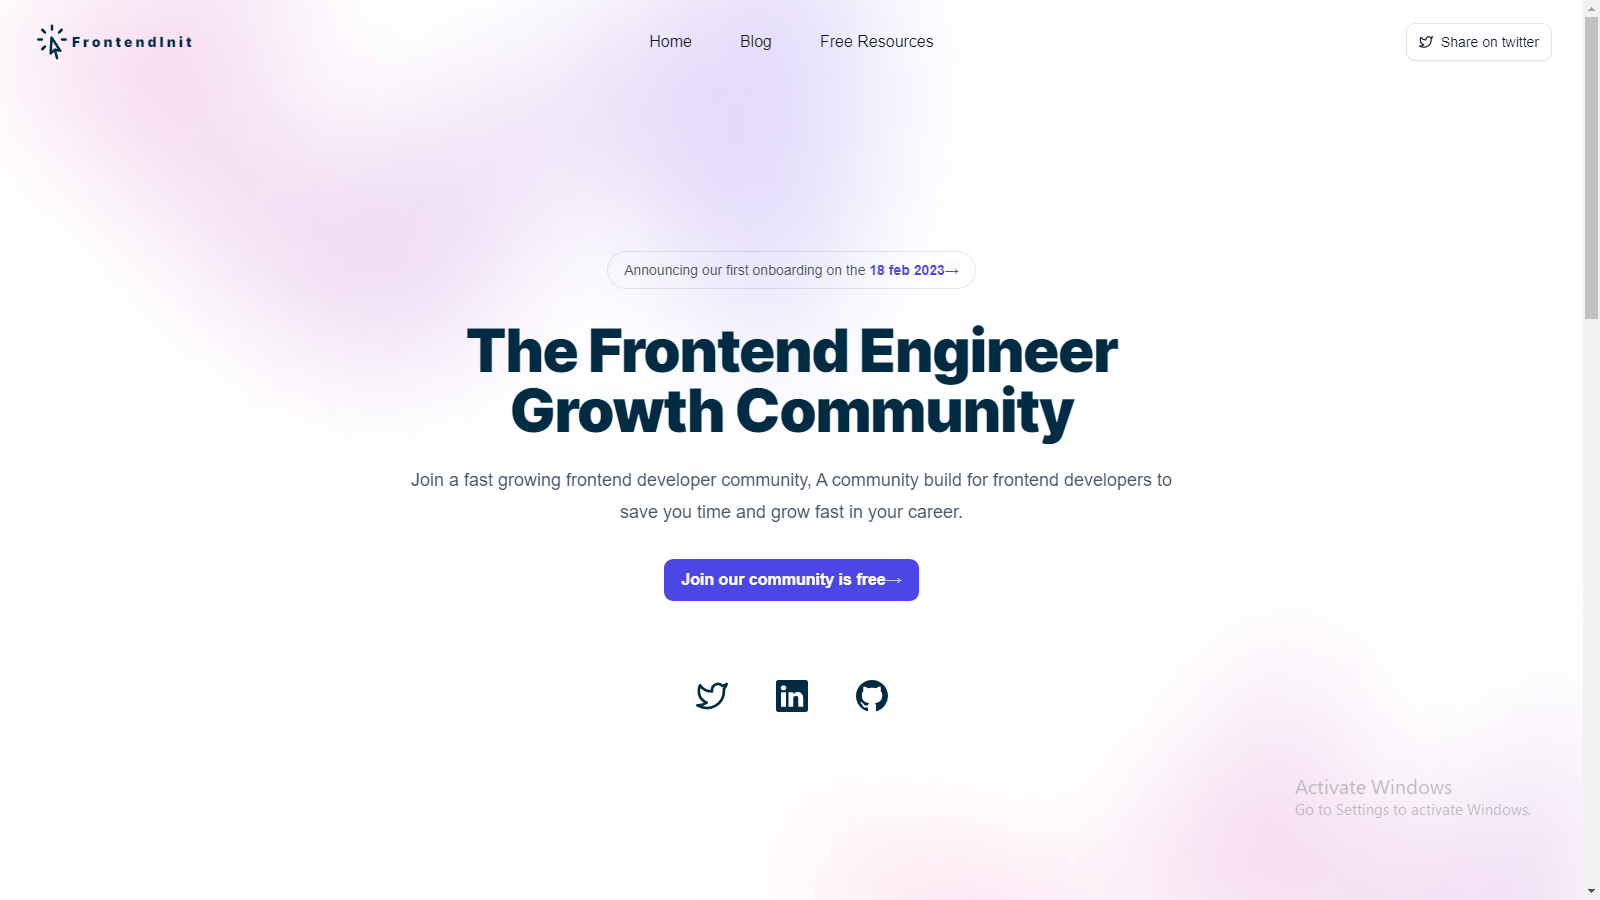 FrontendInit
Home
Blog
Free Resources
Share on twitter
Announcing our first onboarding on the 18 feb 2023→
The Frontend Engineer
Growth Community
Join a fast growing frontend developer community, A community build for frontend developers to
save you time and grow fast in your career.
Join our community is free→
in
Activate Windows
Go to Settings to activate Windows.